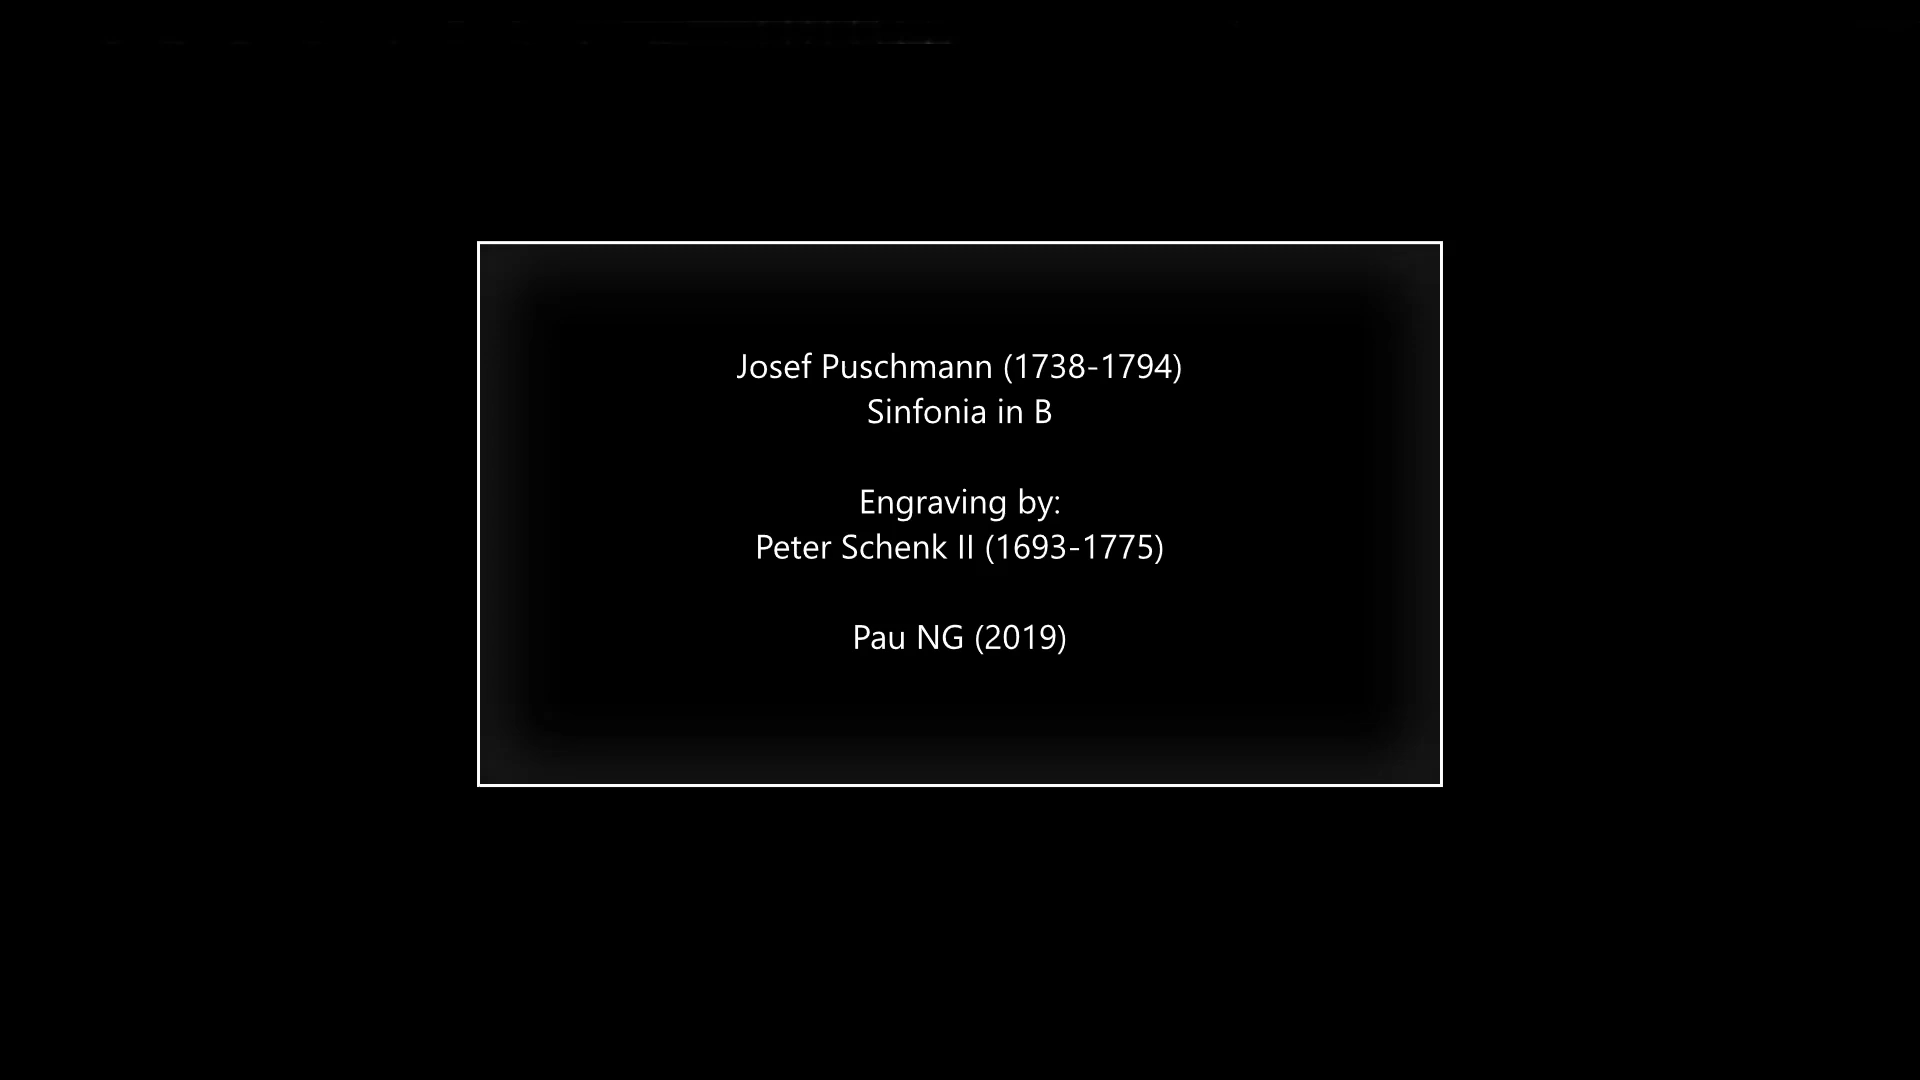 Josef Puschmann (1738-1794)
Sinfonia in B
Engraving by:
Peter Schenk II (1693-1775)
Pau NG (2019)